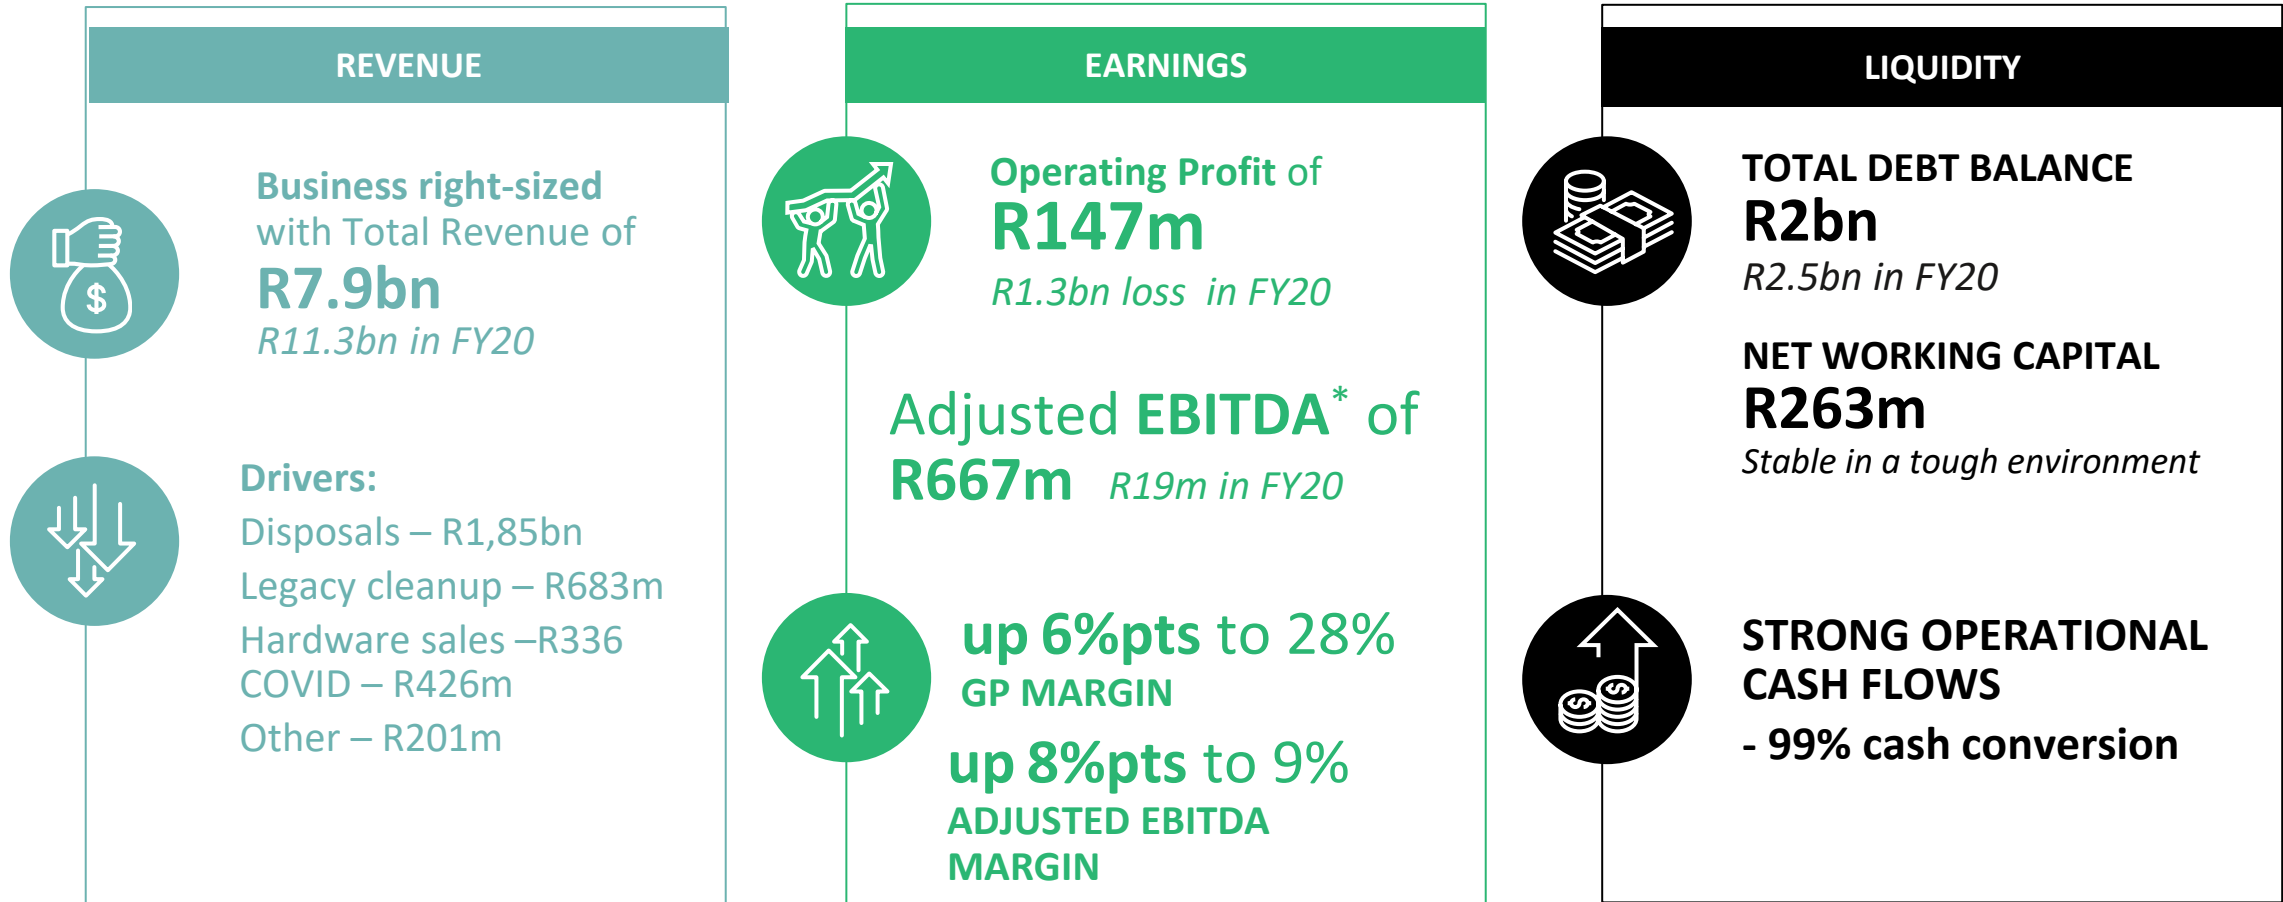 REVENUE
Business right-sized
with Total Revenue of
R7.9bn
R11.3bn in FY20
Drivers:
Disposals – R1,85bn
Legacy cleanup – R683m
Hardware sales –R336
COVID – R426m
Other – R201m
EARNINGS
Operating Profit of
R147m
R1.3bn loss in FY20
Adjusted EBITDA* of
R667m R19m in FY20
up 6%pts to 28%
GP MARGIN
up 8%pts to 9%
ADJUSTED EBITDA
MARGIN
LIQUIDITY
TOTAL DEBT BALANCE
R2bn
R2.5bn in FY20
NET WORKING CAPITAL
R263m
Stable in a tough environment
STRONG OPERATIONAL
CASH FLOWS
- 99% cash conversion